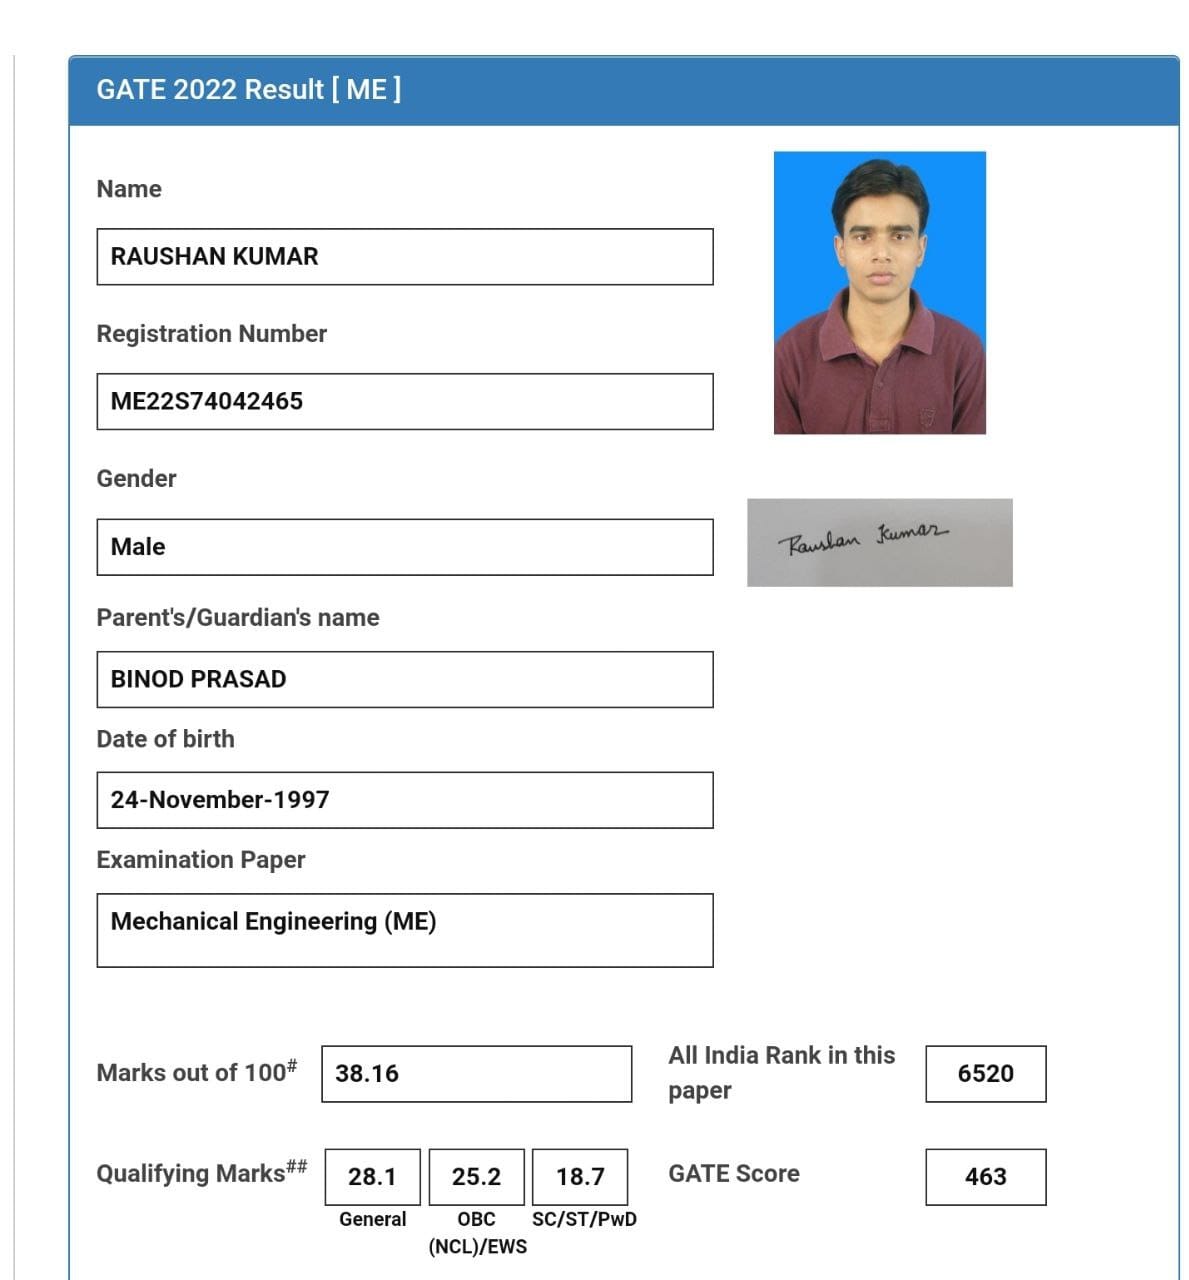 GATE 2022 Result [ ME ]
Name
RAUSHAN KUMAR
Registration Number
ME22S74042465
Gender
Male
Raushan Kumar
Parent's/Guardian's name
BINOD PRASAD
Date of birth
24-November-1997
Examination Paper
Mechanical Engineering (ME)
Marks out of 100# 38.16 All India Rank in this paper 6520
Qualifying Marks## 28.1 25.2 18.7 GATE Score 463
General OBC SC/ST/PwD
(NCL)/EWS